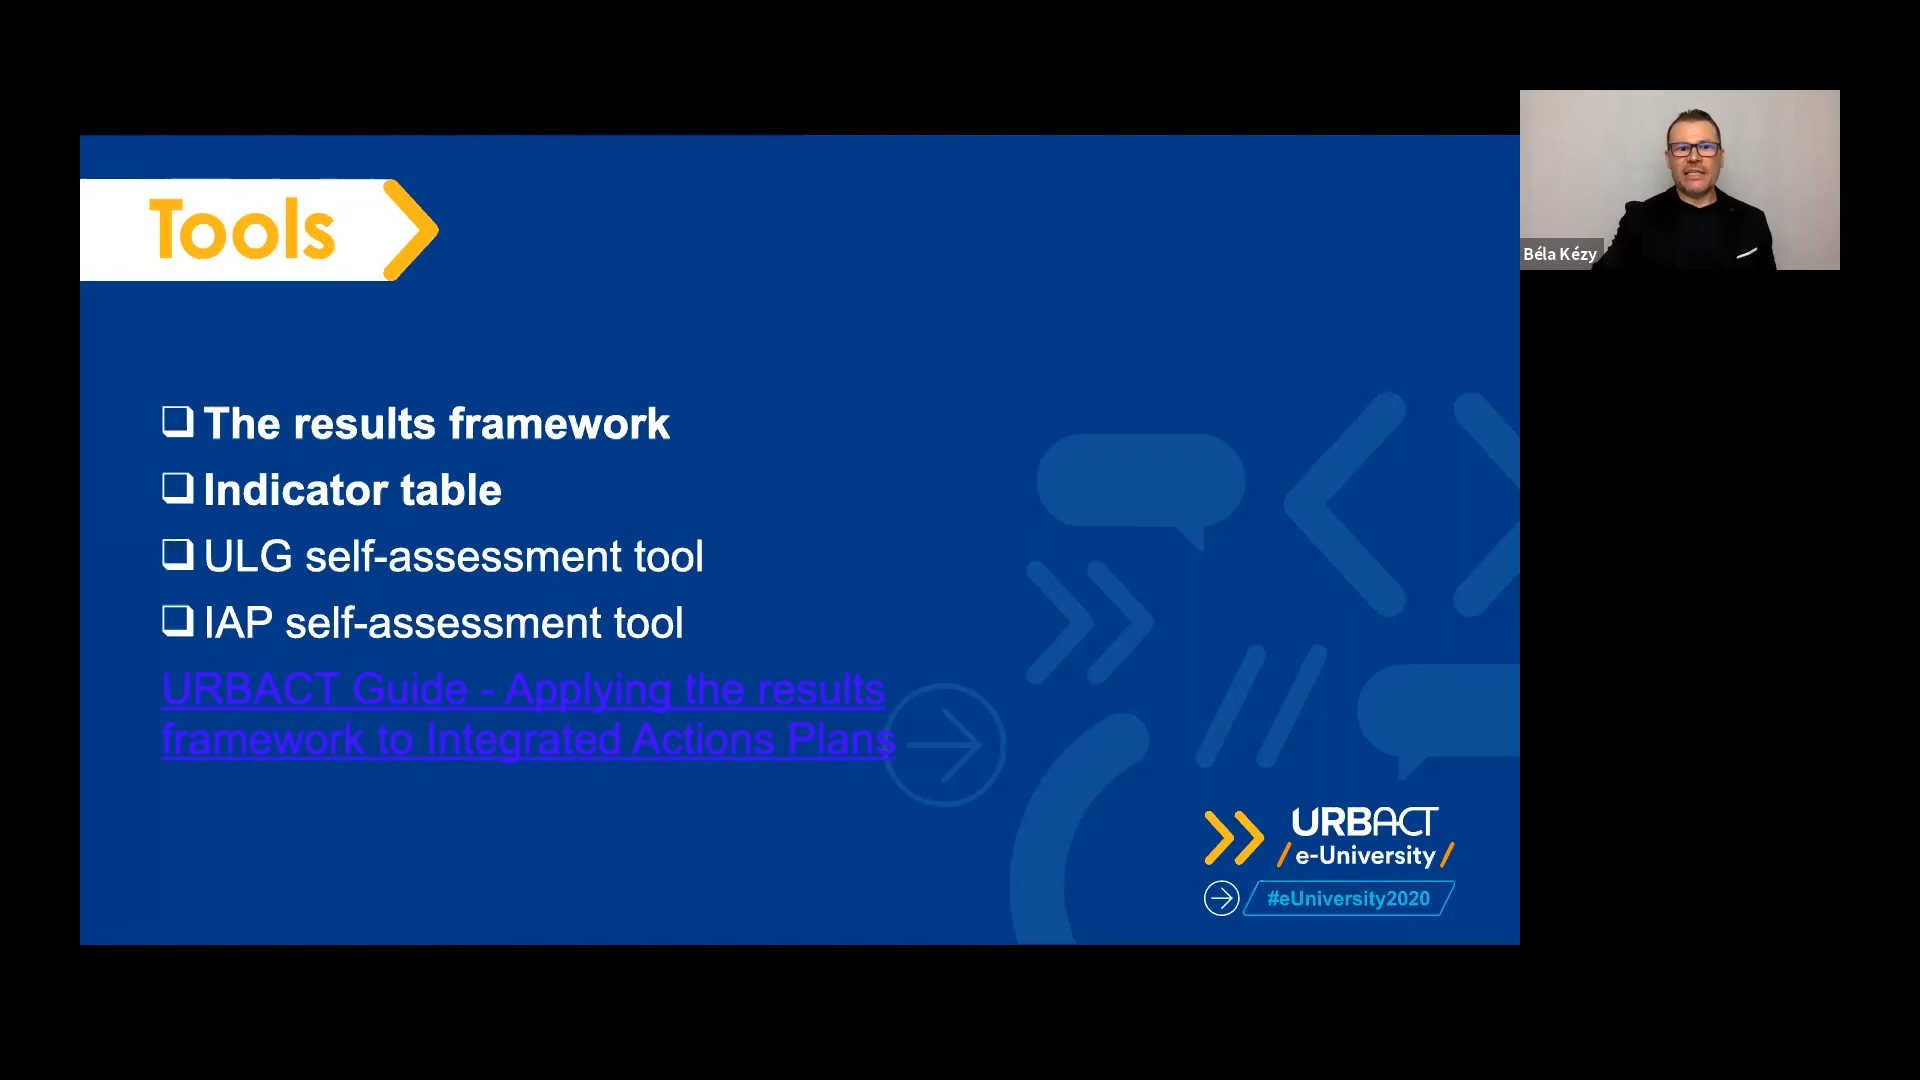 Tools
Béla Kézy
The results framework
Indicator table
ULG self-assessment tool
IAP self-assessment tool
URBACT Guide - Applying the results
framework to Integrated Actions Plans
URBACT
/ e-University /
#eUniversity2020